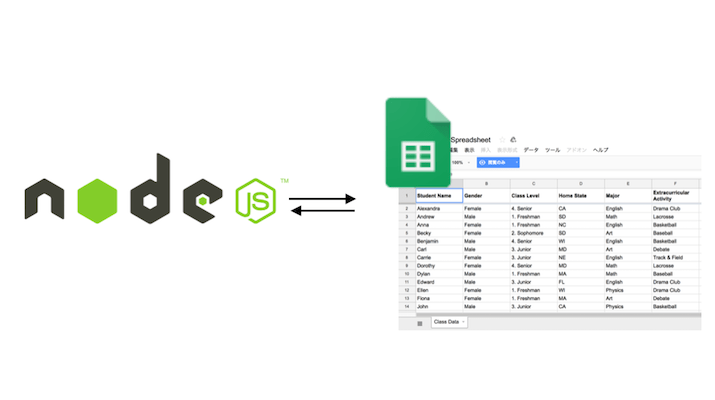 node JS ™
Spreadsheet
編集 表示 挿入 表示形式 データ ツール アドオン ヘルプ
100% 閲覧のみ
A B C D E F
1 Student Name Gender Class Level Home State Major Extracurricular Activity
2 Alexandra Female 4. Senior CA English Drama Club
3 Andrew Male 1. Freshman SD Math Lacrosse
4 Anna Female 1. Freshman NC English Basketball
5 Becky Female 2. Sophomore SD Art Baseball
6 Benjamin Male 4. Senior WI English Basketball
7 Carl Male 3. Junior MD Art Debate
8 Carrie Female 3. Junior NE English Track & Field
9 Dorothy Female 4. Senior MD Math Lacrosse
10 Dylan Male 1. Freshman MA Math Baseball
11 Edward Male 3. Junior FL English Drama Club
12 Ellen Female 1. Freshman WI Physics Drama Club
13 Fiona Female 1. Freshman MA Art Debate
14 John Male 3. Junior CA Physics Basketball
Class Data